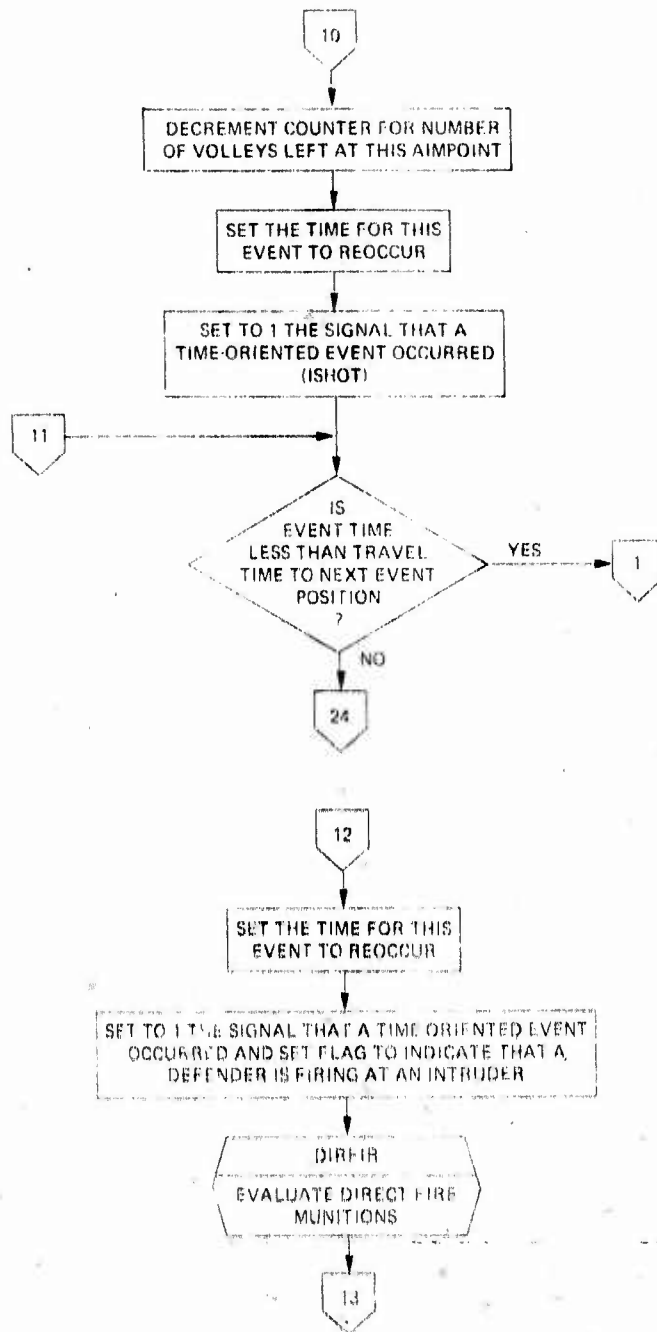 10
DECREMENT COUNTER FOR NUMBER
OF VOLLEYS LEFT AT THIS AIMPOINT
SET THE TIME FOR THIS
EVENT TO REOCCUR
SET TO 1 THE SIGNAL THAT A
TIME-ORIENTED EVENT OCCURRED
(ISHOT)
11
IS
EVENT TIME
LESS THAN TRAVEL
TIME TO NEXT EVENT
POSITION
?
YES
1
NO
24
12
SET THE TIME FOR THIS
EVENT TO REOCCUR
SET TO 1 THE SIGNAL THAT A TIME ORIENTED EVENT
OCCURRED AND SET FLAG TO INDICATE THAT A
DEFENDER IS FIRING AT AN INTRUDER
DIRFIR
EVALUATE DIRECT FIRE
MUNITIONS
13